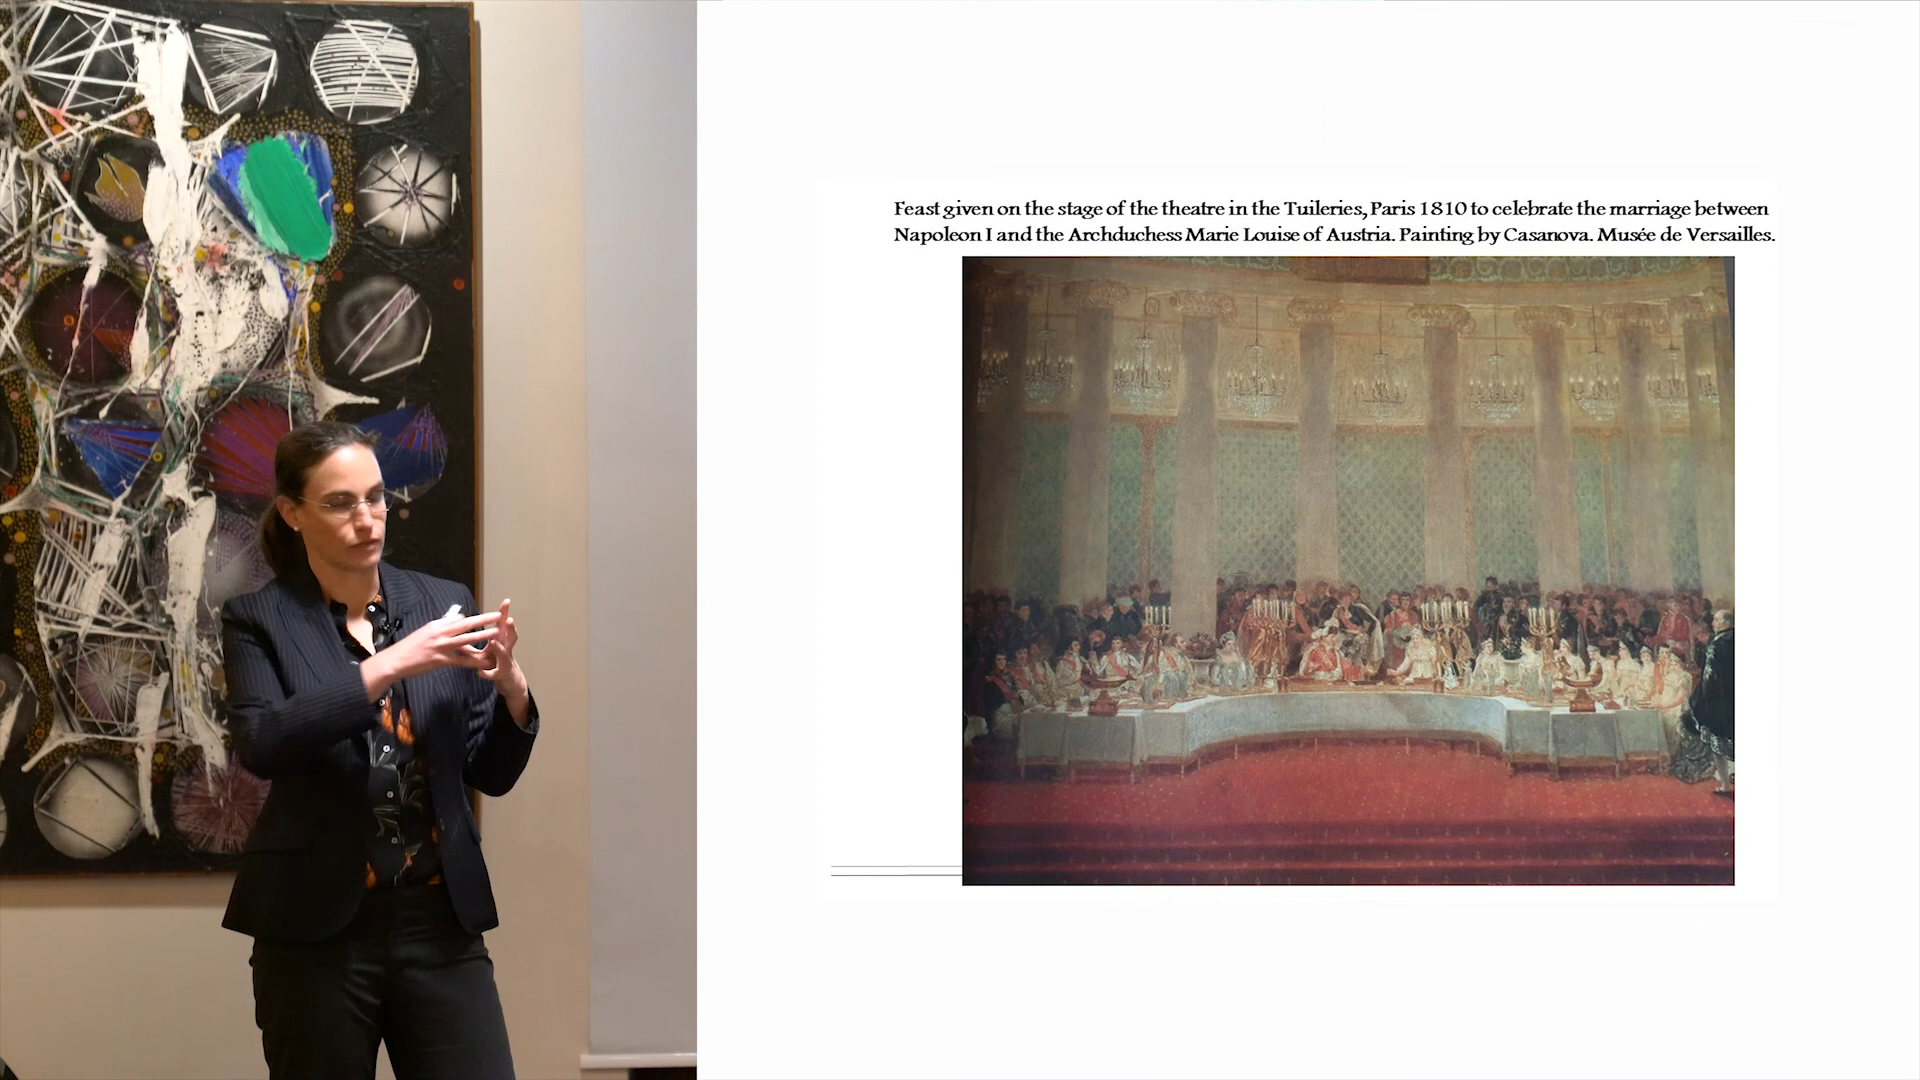 Feast given on the stage of the theatre in the Tuileries, Paris 1810 to celebrate the marriage between
Napoleon I and the Archduchess Marie Louise of Austria. Painting by Casanova. Musée de Versailles.